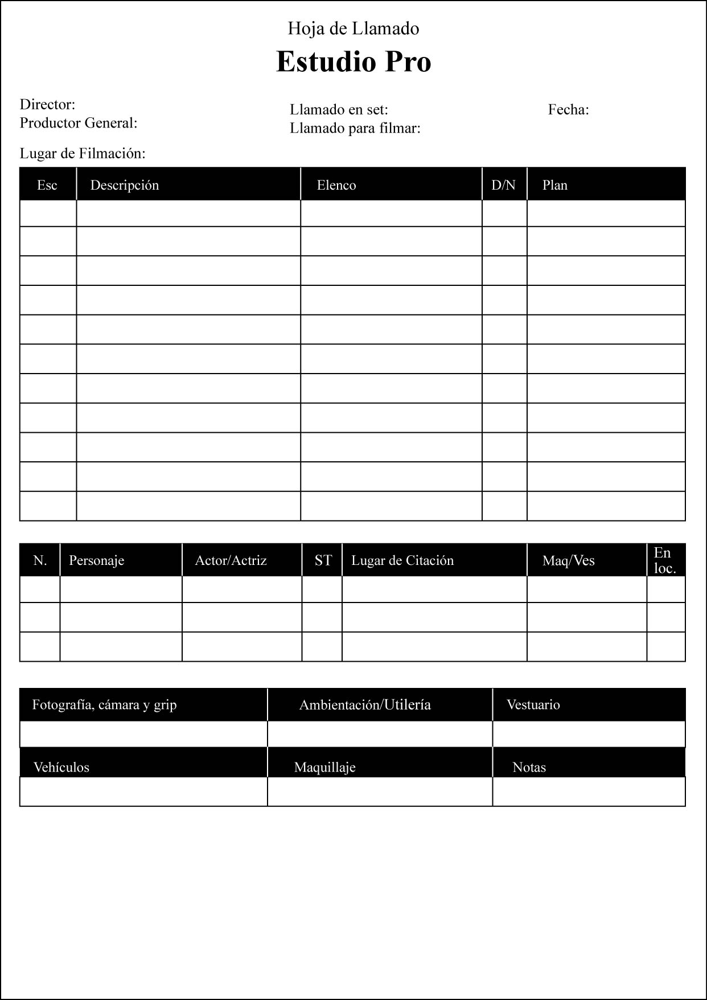 Hoja de Llamado
Estudio Pro
Director:
Productor General:
Llamado en set:
Llamado para filmar:
Fecha:
Lugar de Filmación:
Esc Descripción Elenco D/N Plan
N. Personaje Actor/Actriz ST Lugar de Citación Maq/Ves En
loc.
Fotografía, cámara y grip Ambientación/Utilería Vestuario
Vehículos Maquillaje Notas